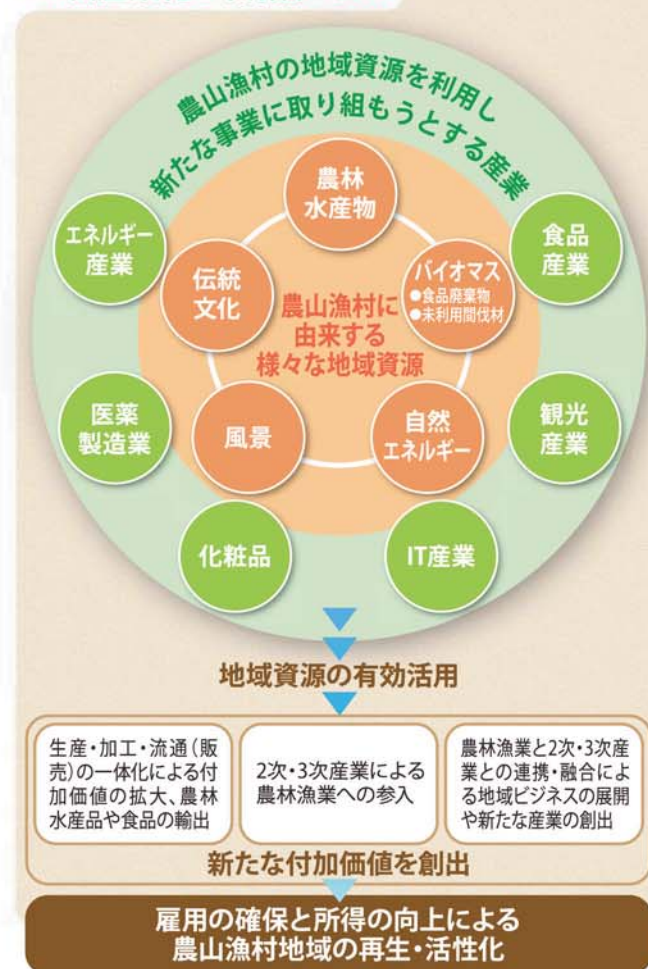 農山漁村の地域資源を利用し
新たな事業に取り組もうとする産業
農林
水産物
エネルギー
産業
食品
産業
伝統
文化
バイオマス
●食品廃棄物
●未利用間伐材
農山漁村に
由来する
様々な地域資源
医薬
製造業
風景
自然
エネルギー
観光
産業
化粧品
IT産業
地域資源の有効活用
生産・加工・流通(販
売)の一体化による付
加価値の拡大、農林
水産品や食品の輸出
2次・3次産業による
農林漁業への参入
農林漁業と2次・3次産
業との連携・融合によ
る地域ビジネスの展開
や新たな産業の創出
新たな付加価値を創出
雇用の確保と所得の向上による
農山漁村地域の再生・活性化